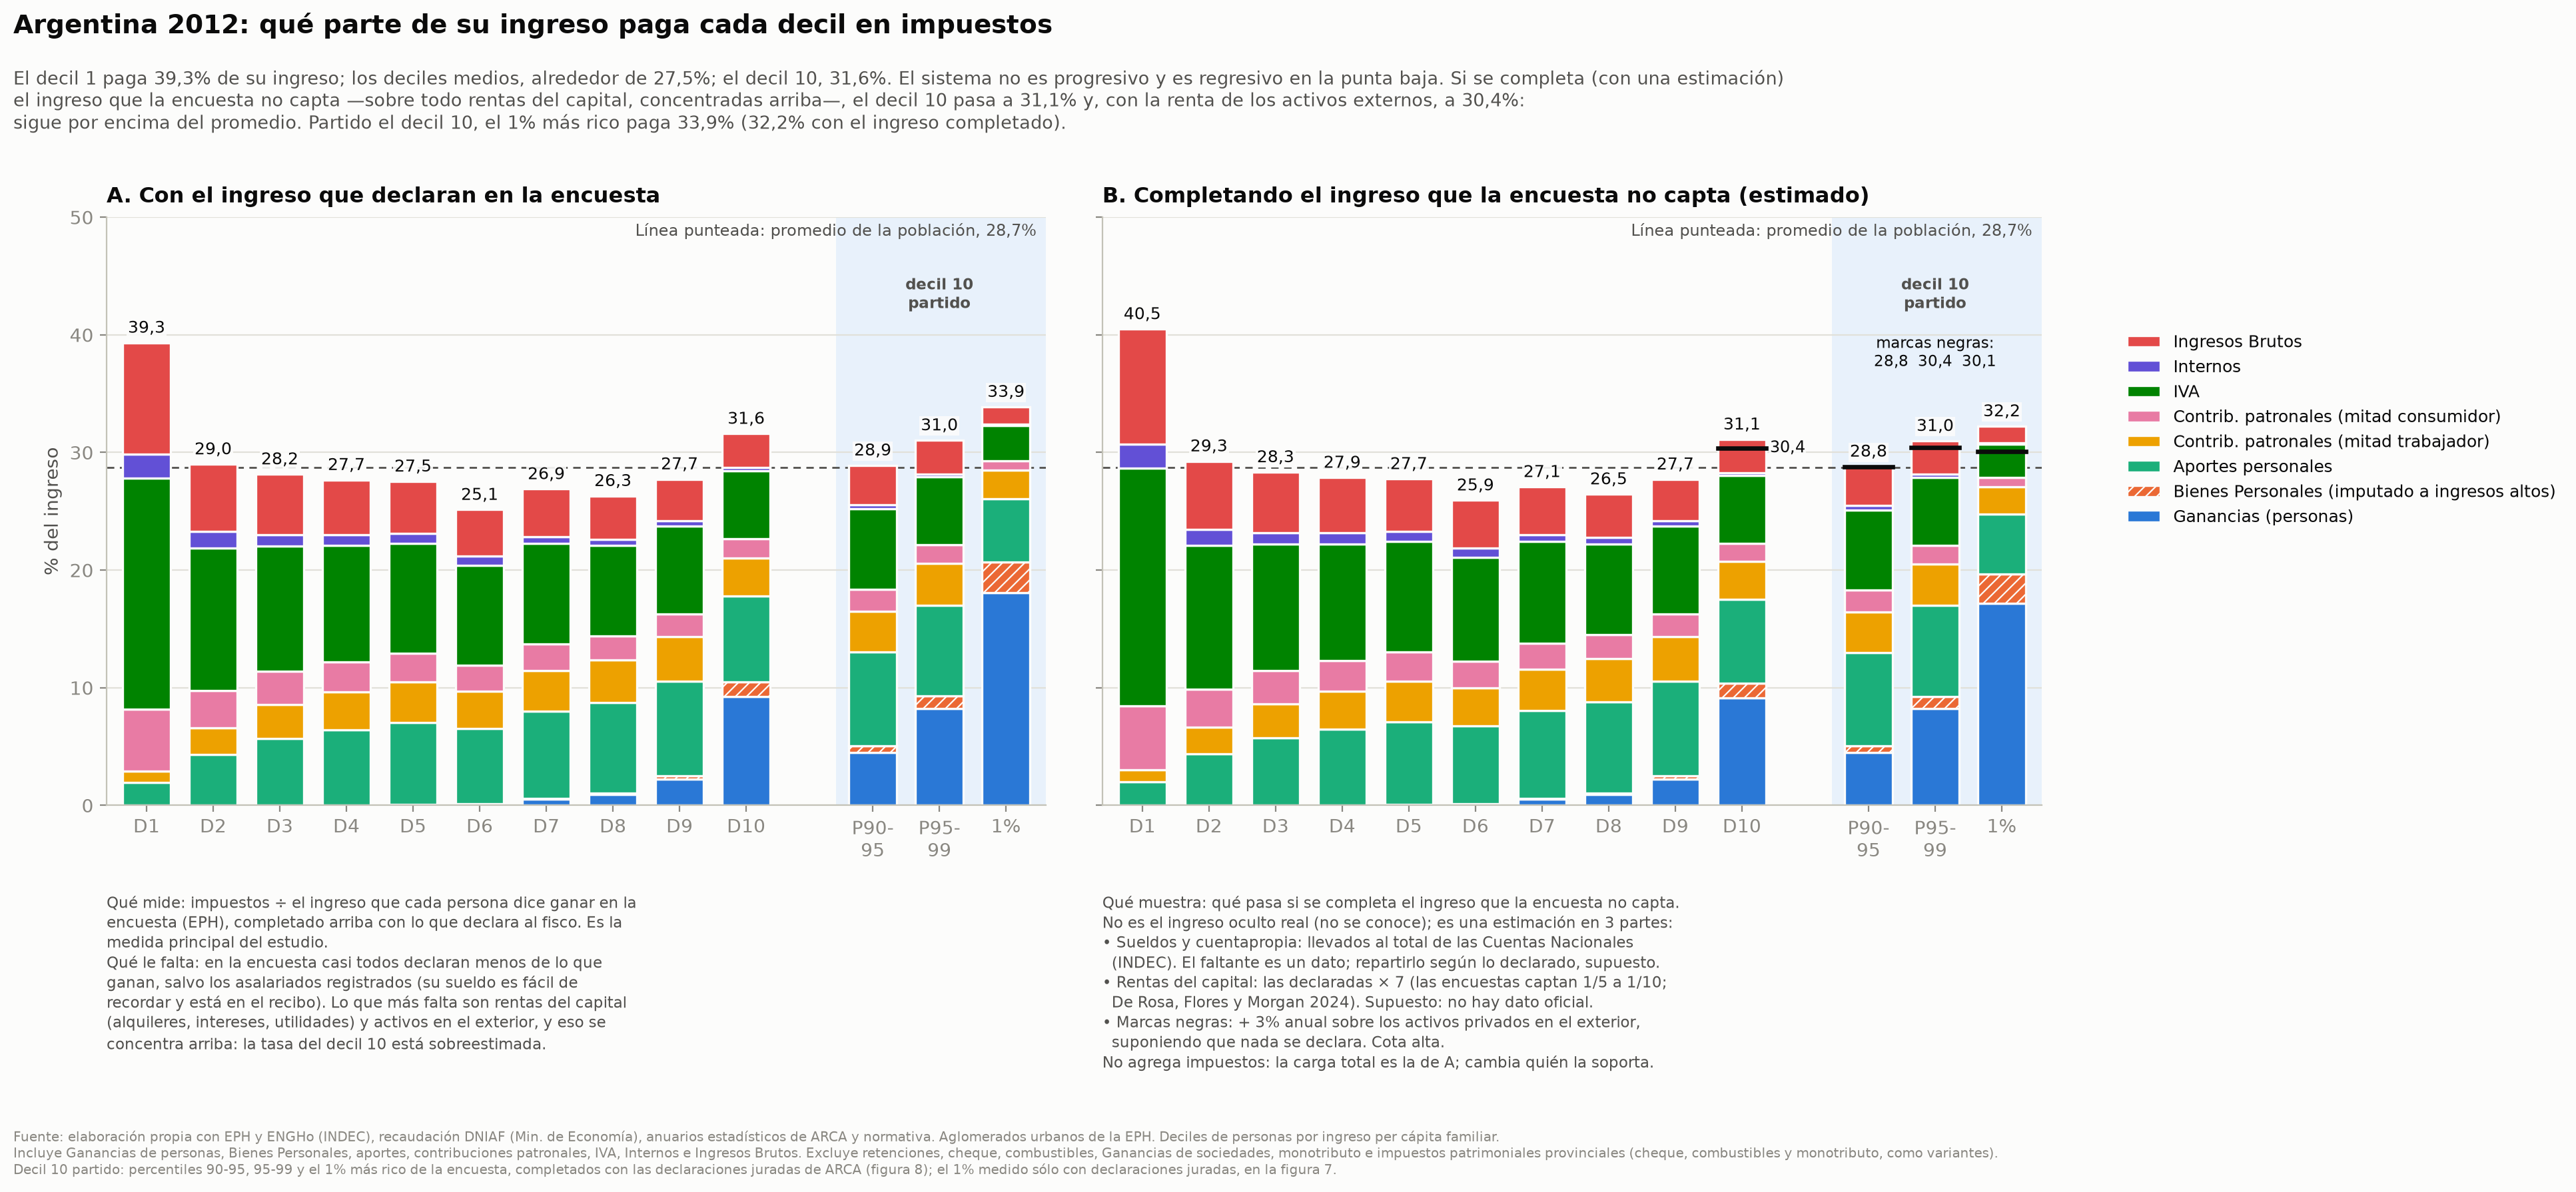 Argentina 2012: qué parte de su ingreso paga cada decil en impuestos
El decil 1 paga 39,3% de su ingreso; los deciles medios, alrededor de 27,5%; el decil 10, 31,6%. El sistema no es progresivo y es regresivo en la punta baja. Si se completa (con una estimación)
el ingreso que la encuesta no capta —sobre todo rentas del capital, concentradas arriba—, el decil 10 pasa a 31,1% y, con la renta de los activos externos, a 30,4%:
sigue por encima del promedio. Partido el decil 10, el 1% más rico paga 33,9% (32,2% con el ingreso completado).
A. Con el ingreso que declaran en la encuesta
Línea punteada: promedio de la población, 28,7%
decil 10
partido
% del ingreso
50
40
30
20
10
0
39,3
29,0
28,2
27,7
27,5
25,1
26,9
26,3
27,7
31,6
28,9
31,0
33,9
D1
D2
D3
D4
D5
D6
D7
D8
D9
D10
P90-
95
P95-
99
1%
B. Completando el ingreso que la encuesta no capta (estimado)
Línea punteada: promedio de la población, 28,7%
decil 10
partido
marcas negras:
28,8 30,4 30,1
40,5
29,3
28,3
27,9
27,7
25,9
27,1
26,5
27,7
31,1
30,4
28,8
31,0
32,2
D1
D2
D3
D4
D5
D6
D7
D8
D9
D10
P90-
95
P95-
99
1%
Ingresos Brutos
Internos
IVA
Contrib. patronales (mitad consumidor)
Contrib. patronales (mitad trabajador)
Aportes personales
Bienes Personales (imputado a ingresos altos)
Ganancias (personas)
Qué mide: impuestos ÷ el ingreso que cada persona dice ganar en la
encuesta (EPH), completado arriba con lo que declara al fisco. Es la
medida principal del estudio.
Qué le falta: en la encuesta casi todos declaran menos de lo que
ganan, salvo los asalariados registrados (su sueldo es fácil de
recordar y está en el recibo). Lo que más falta son rentas del capital
(alquileres, intereses, utilidades) y activos en el exterior, y eso se
concentra arriba: la tasa del decil 10 está sobreestimada.
Qué muestra: qué pasa si se completa el ingreso que la encuesta no capta.
No es el ingreso oculto real (no se conoce); es una estimación en 3 partes:
• Sueldos y cuentapropia: llevados al total de las Cuentas Nacionales
(INDEC). El faltante es un dato; repartirlo según lo declarado, supuesto.
• Rentas del capital: las declaradas × 7 (las encuestas captan 1/5 a 1/10;
De Rosa, Flores y Morgan 2024). Supuesto: no hay dato oficial.
• Marcas negras: + 3% anual sobre los activos privados en el exterior,
suponiendo que nada se declara. Cota alta.
No agrega impuestos: la carga total es la de A; cambia quién la soporta.
Fuente: elaboración propia con EPH y ENGHo (INDEC), recaudación DNIAF (Min. de Economía), anuarios estadísticos de ARCA y normativa. Aglomerados urbanos de la EPH. Deciles de personas por ingreso per cápita familiar.
Incluye Ganancias de personas, Bienes Personales, aportes, contribuciones patronales, IVA, Internos e Ingresos Brutos. Excluye retenciones, cheque, combustibles, Ganancias de sociedades, monotributo e impuestos patrimoniales provinciales (cheque, combustibles y monotributo, como variantes).
Decil 10 partido: percentiles 90-95, 95-99 y el 1% más rico de la encuesta, completados con las declaraciones juradas de ARCA (figura 8); el 1% medido sólo con declaraciones juradas, en la figura 7.